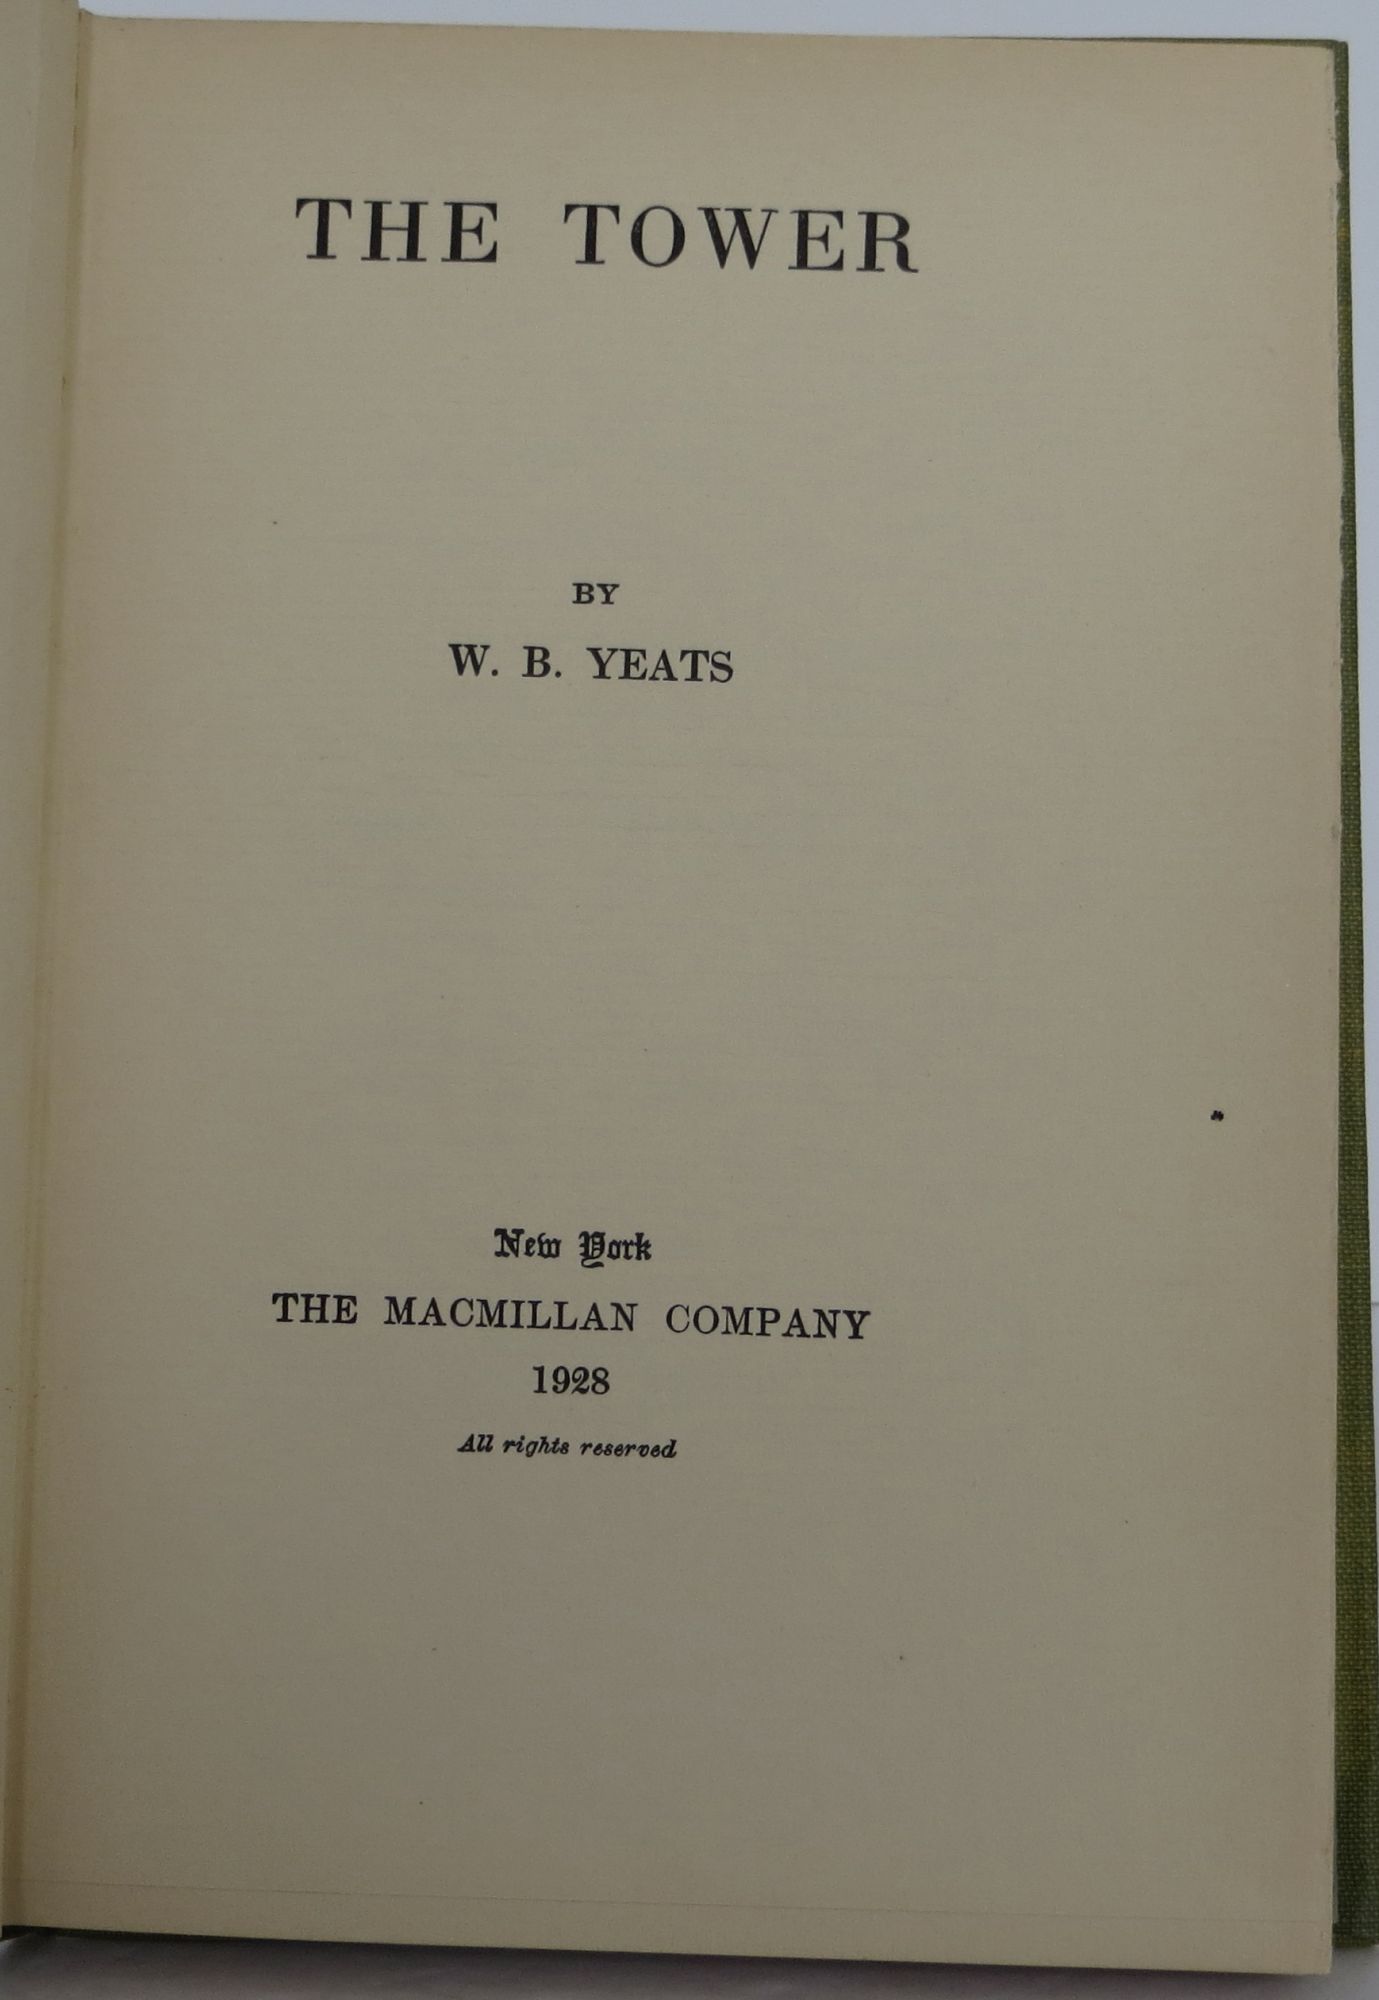 THE TOWER
BY
W. B. YEATS
New York
THE MACMILLAN COMPANY
1928
All rights reserved